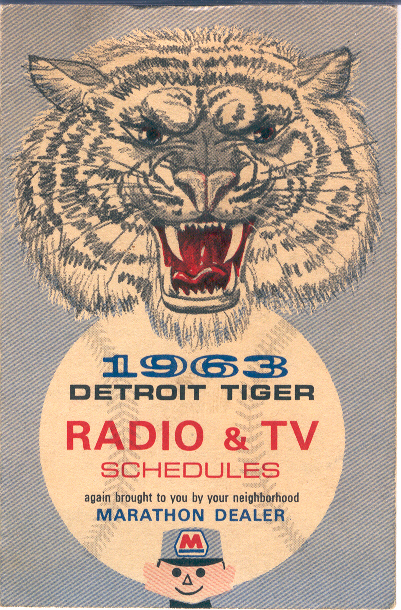 1963
DETROIT TIGER
RADIO & TV
SCHEDULES
again brought to you by your neighborhood
MARATHON DEALER
M